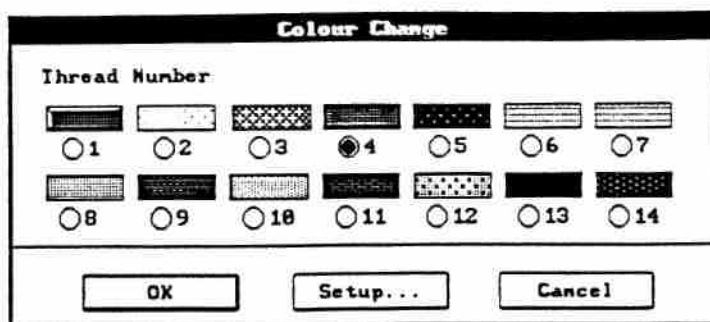 Colour Change
Thread Number
1 2 3 4 5 6 7
8 9 10 11 12 13 14
OK Setup... Cancel